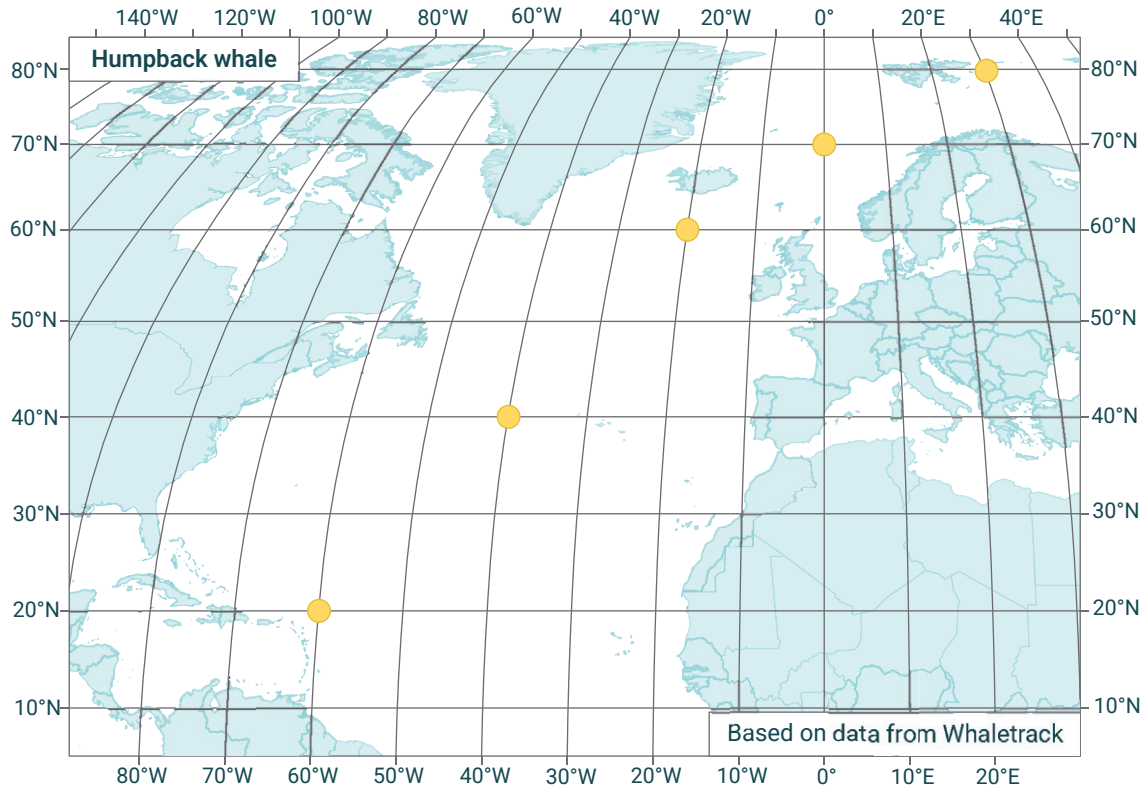 140°W 120°W 100°W 80°W 60°W 40°W 20°W 0° 20°E 40°E
Humpback whale
80°N 80°N
70°N 70°N
60°N 60°N
50°N 50°N
40°N 40°N
30°N 30°N
20°N 20°N
10°N 10°N
Based on data from Whaletrack
80°W 70°W 60°W 50°W 40°W 30°W 20°W 10°W 0° 10°E 20°E